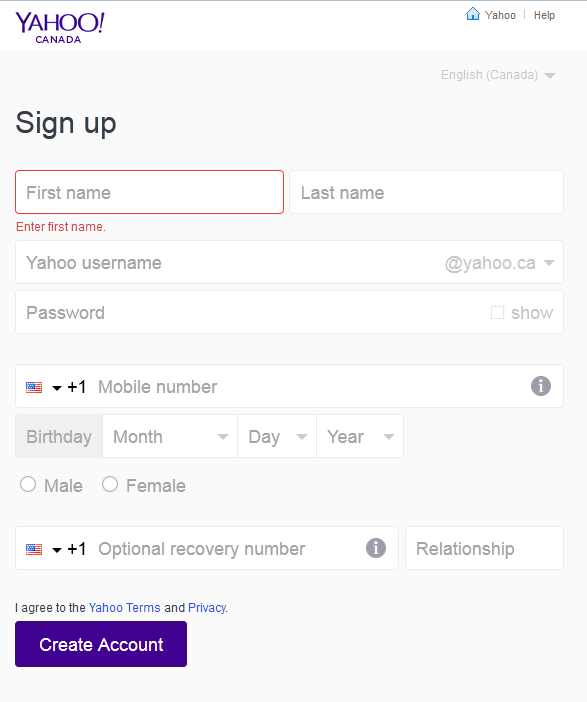 YAHOO!
CANADA
Yahoo
Help
English (Canada)
Sign up
First name
Last name
Enter first name.
Yahoo username
@yahoo.ca
Password
show
+1 Mobile number
i
Birthday
Month
Day
Year
Male
Female
+1 Optional recovery number
i
Relationship
I agree to the Yahoo Terms and Privacy.
Create Account